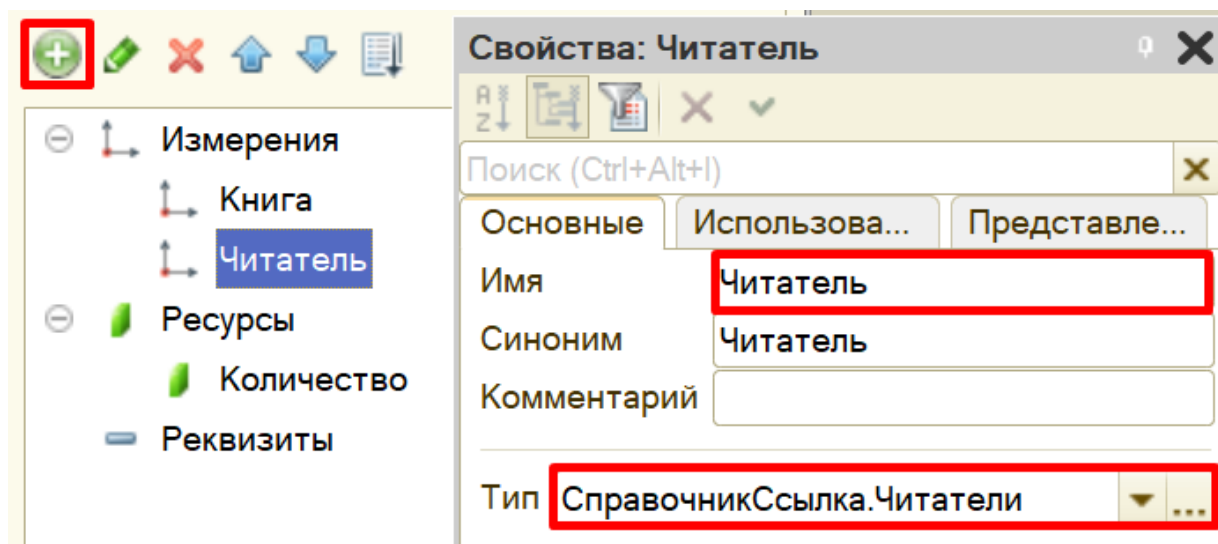 Свойства: Читатель
Поиск (Ctrl+Alt+I)
Основные Использова... Представле...
Имя Читатель
Синоним Читатель
Комментарий
Тип СправочникСсылка.Читатели ...
Измерения
Книга
Читатель
Ресурсы
Количество
Реквизиты